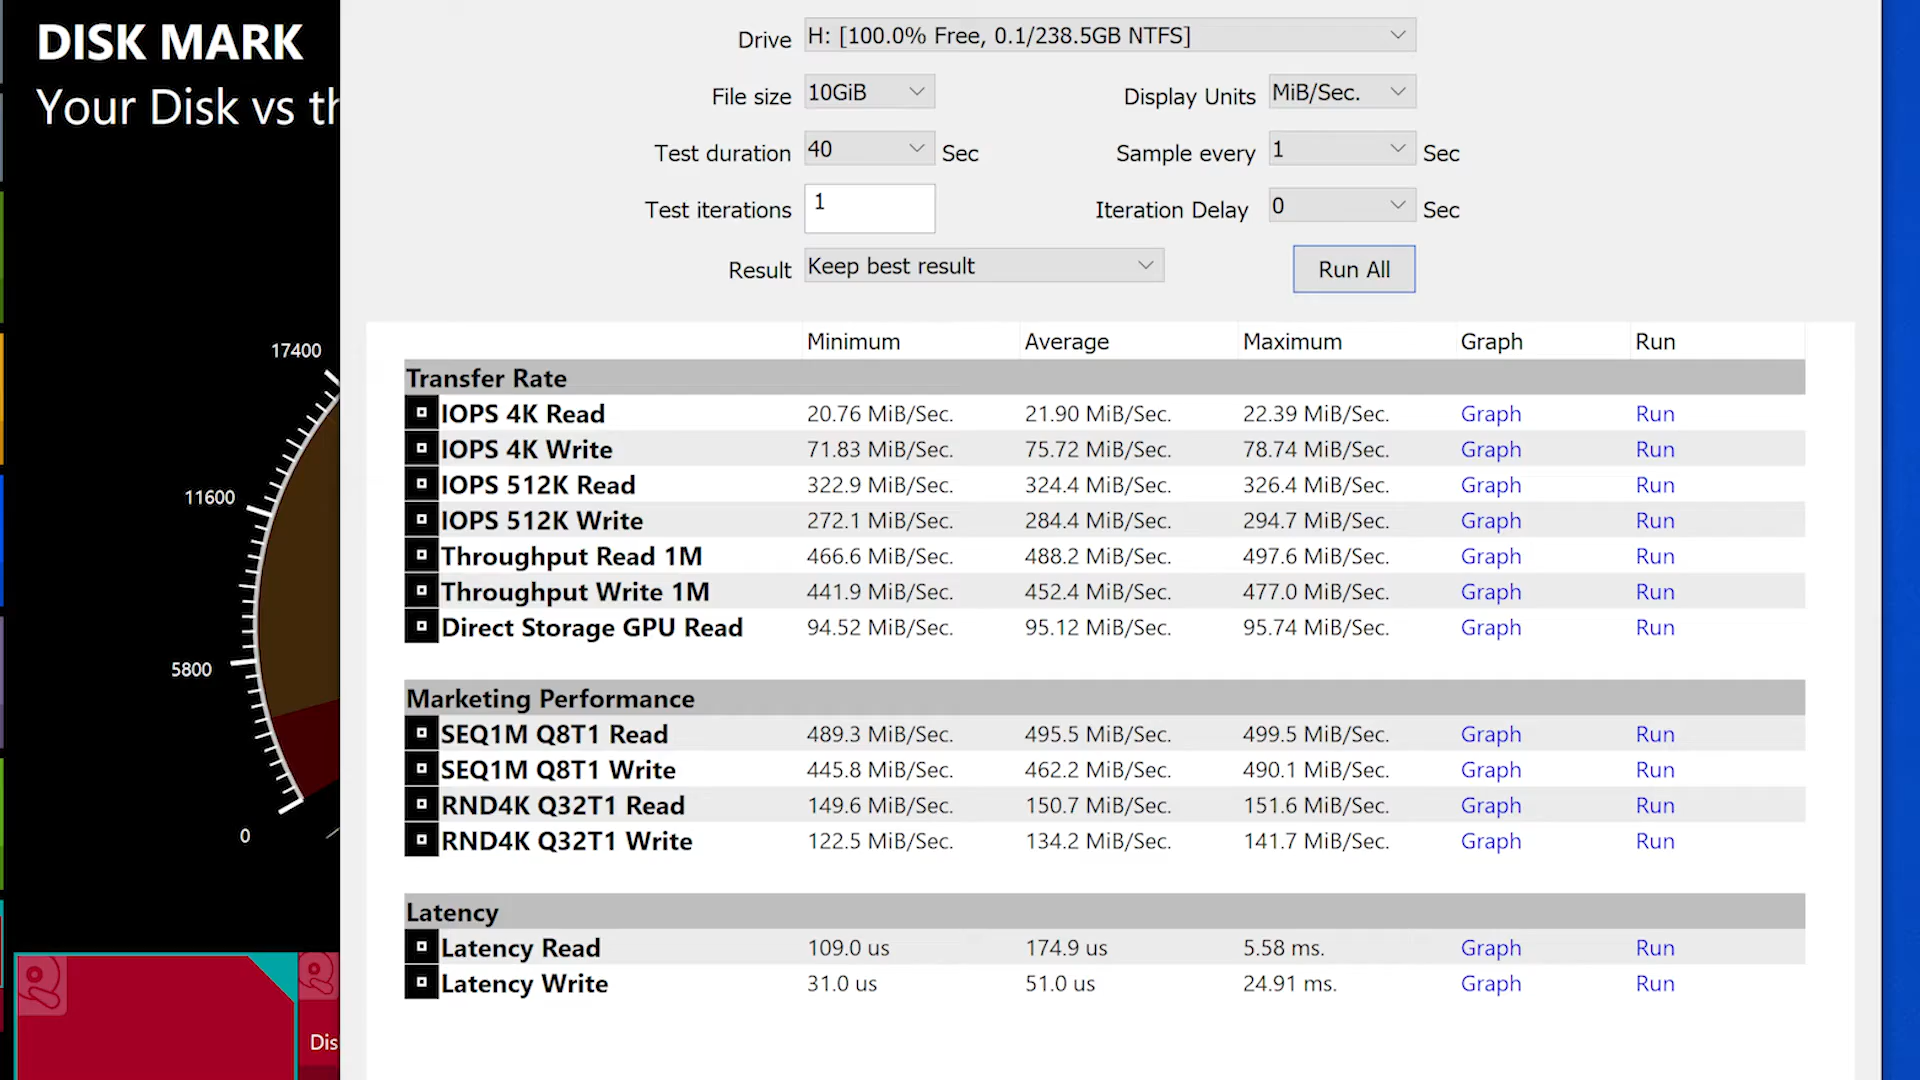 DISK MARK
Your Disk vs th
17400
11600
5800
0
Dis
Drive H: [100.0% Free, 0.1/238.5GB NTFS]
File size 10GiB Display Units MiB/Sec.
Test duration 40 Sec Sample every 1 Sec
Test iterations 1 Iteration Delay 0 Sec
Result Keep best result Run All
Minimum Average Maximum Graph Run
Transfer Rate
IOPS 4K Read 20.76 MiB/Sec. 21.90 MiB/Sec. 22.39 MiB/Sec. Graph Run
IOPS 4K Write 71.83 MiB/Sec. 75.72 MiB/Sec. 78.74 MiB/Sec. Graph Run
IOPS 512K Read 322.9 MiB/Sec. 324.4 MiB/Sec. 326.4 MiB/Sec. Graph Run
IOPS 512K Write 272.1 MiB/Sec. 284.4 MiB/Sec. 294.7 MiB/Sec. Graph Run
Throughput Read 1M 466.6 MiB/Sec. 488.2 MiB/Sec. 497.6 MiB/Sec. Graph Run
Throughput Write 1M 441.9 MiB/Sec. 452.4 MiB/Sec. 477.0 MiB/Sec. Graph Run
Direct Storage GPU Read 94.52 MiB/Sec. 95.12 MiB/Sec. 95.74 MiB/Sec. Graph Run
Marketing Performance
SEQ1M Q8T1 Read 489.3 MiB/Sec. 495.5 MiB/Sec. 499.5 MiB/Sec. Graph Run
SEQ1M Q8T1 Write 445.8 MiB/Sec. 462.2 MiB/Sec. 490.1 MiB/Sec. Graph Run
RND4K Q32T1 Read 149.6 MiB/Sec. 150.7 MiB/Sec. 151.6 MiB/Sec. Graph Run
RND4K Q32T1 Write 122.5 MiB/Sec. 134.2 MiB/Sec. 141.7 MiB/Sec. Graph Run
Latency
Latency Read 109.0 us 174.9 us 5.58 ms. Graph Run
Latency Write 31.0 us 51.0 us 24.91 ms. Graph Run